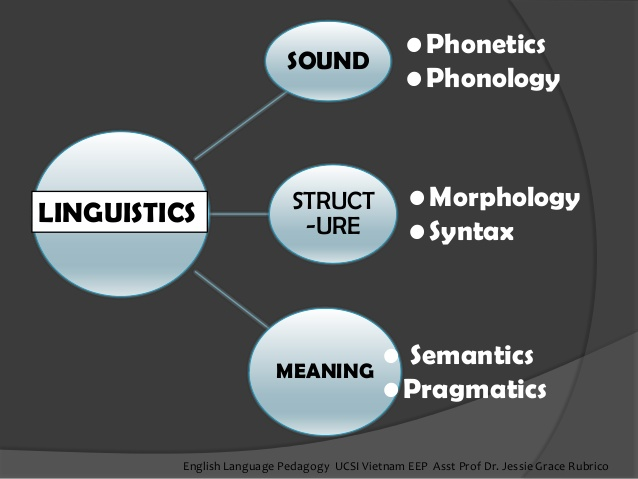 SOUND
•Phonetics
•Phonology
LINGUISTICS
STRUCT
-URE
•Morphology
•Syntax
MEANING
• Semantics
•Pragmatics
English Language Pedagogy UCSI Vietnam EEP Asst Prof Dr. Jessie Grace Rubrico